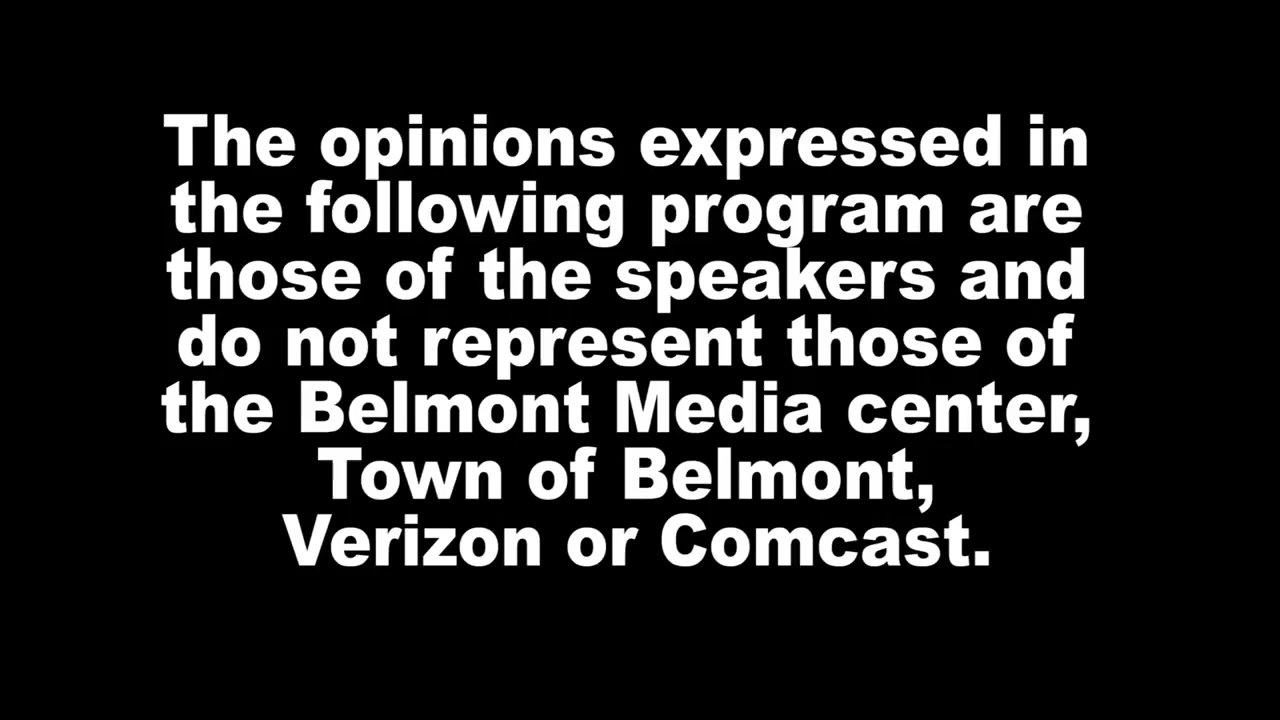 The opinions expressed in
the following program are
those of the speakers and
do not represent those of
the Belmont Media center,
Town of Belmont,
Verizon or Comcast.